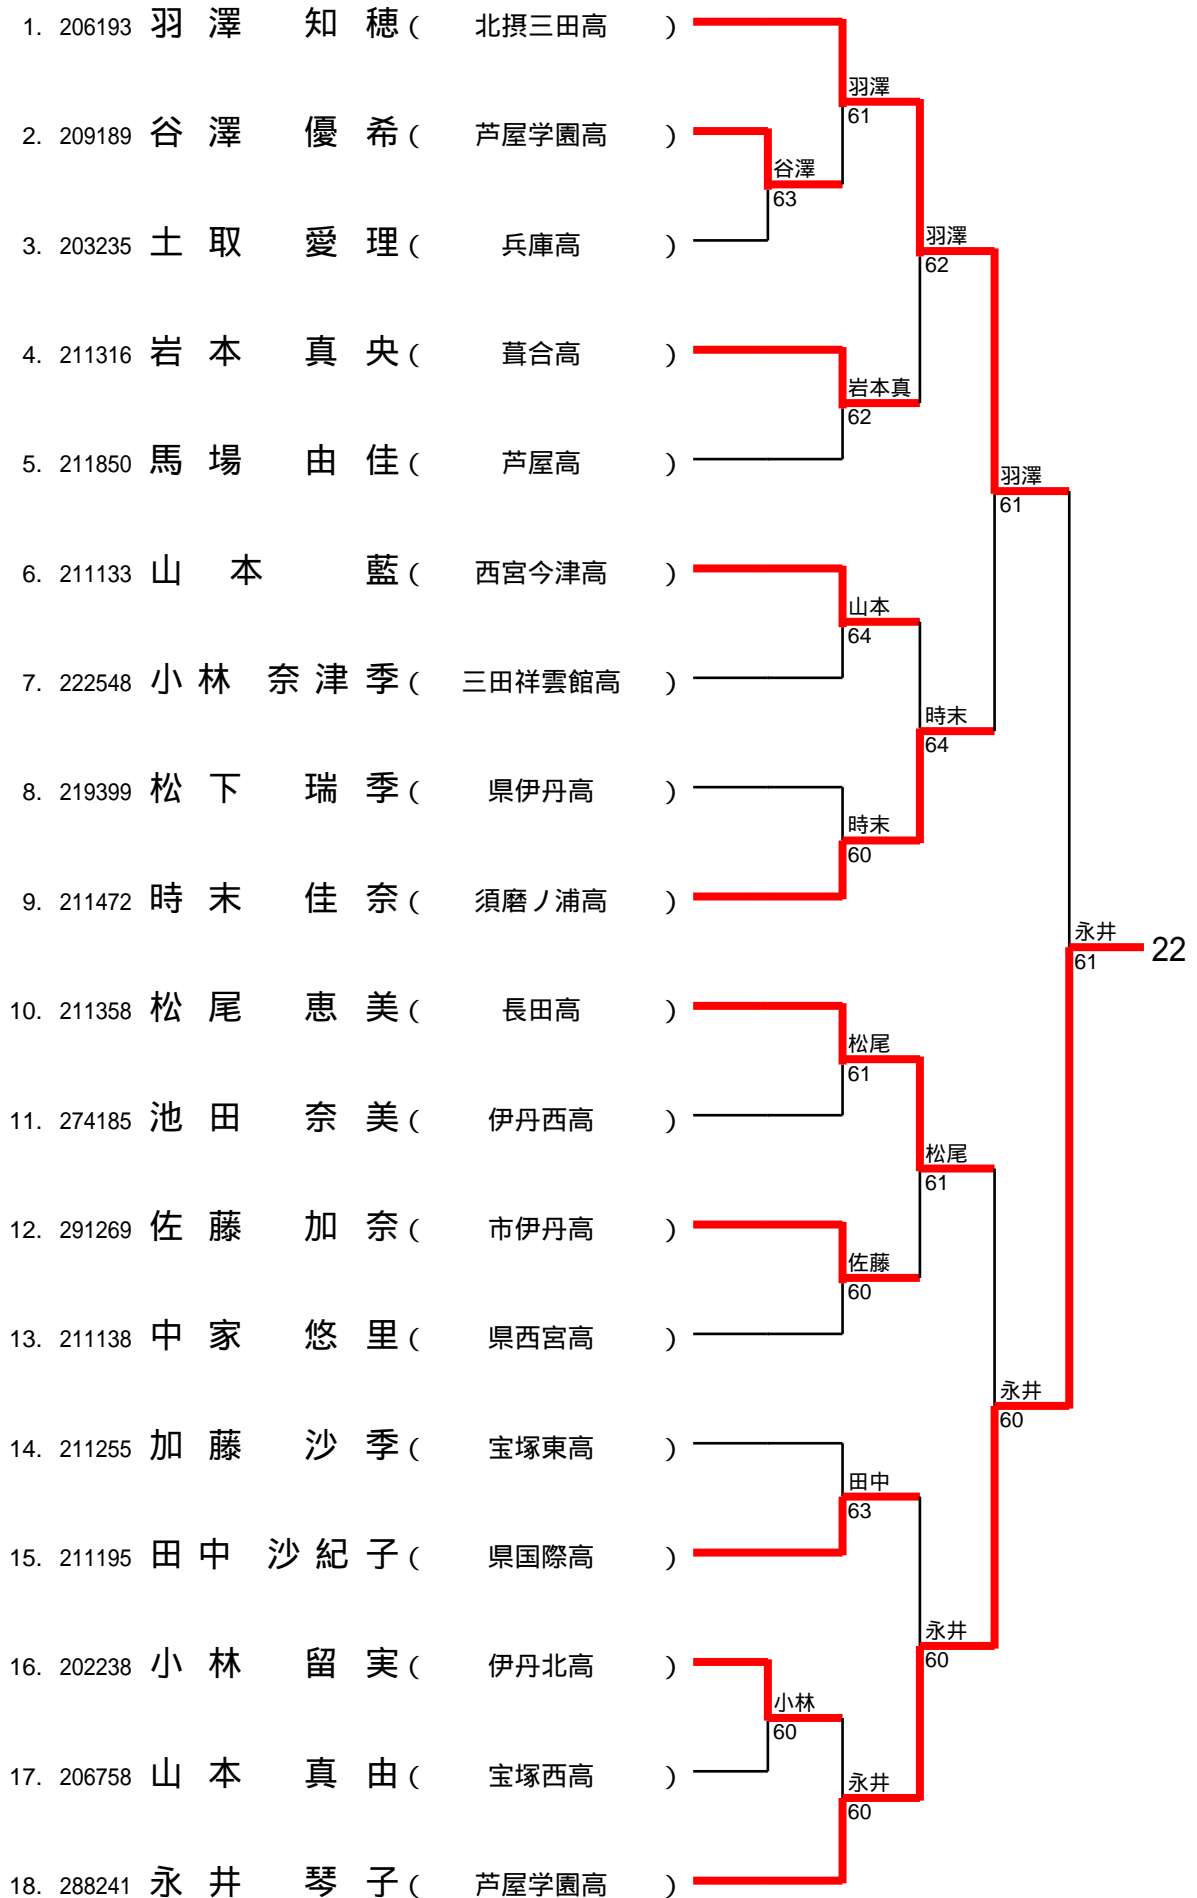 1. 206193 羽澤 知穂 ( 北摂三田高 )
羽澤
61
2. 209189 谷澤 優希 ( 芦屋学園高 )
谷澤
63
3. 203235 土取 愛理 ( 兵庫高 )
羽澤
62
4. 211316 岩本 真央 ( 葺合高 )
岩本真
62
5. 211850 馬場 由佳 ( 芦屋高 )
羽澤
61
6. 211133 山本 藍 ( 西宮今津高 )
山本
64
7. 222548 小林 奈津季 ( 三田祥雲館高 )
時末
64
8. 219399 松下 瑞季 ( 県伊丹高 )
時末
60
9. 211472 時末 佳奈 ( 須磨ノ浦高 )
永井
61
22
10. 211358 松尾 恵美 ( 長田高 )
松尾
61
11. 274185 池田 奈美 ( 伊丹西高 )
松尾
61
12. 291269 佐藤 加奈 ( 市伊丹高 )
佐藤
60
13. 211138 中家 悠里 ( 県西宮高 )
永井
60
14. 211255 加藤 沙季 ( 宝塚東高 )
田中
63
15. 211195 田中 沙紀子 ( 県国際高 )
永井
60
16. 202238 小林 留実 ( 伊丹北高 )
小林
60
17. 206758 山本 真由 ( 宝塚西高 )
永井
60
18. 288241 永井 琴子 ( 芦屋学園高 )